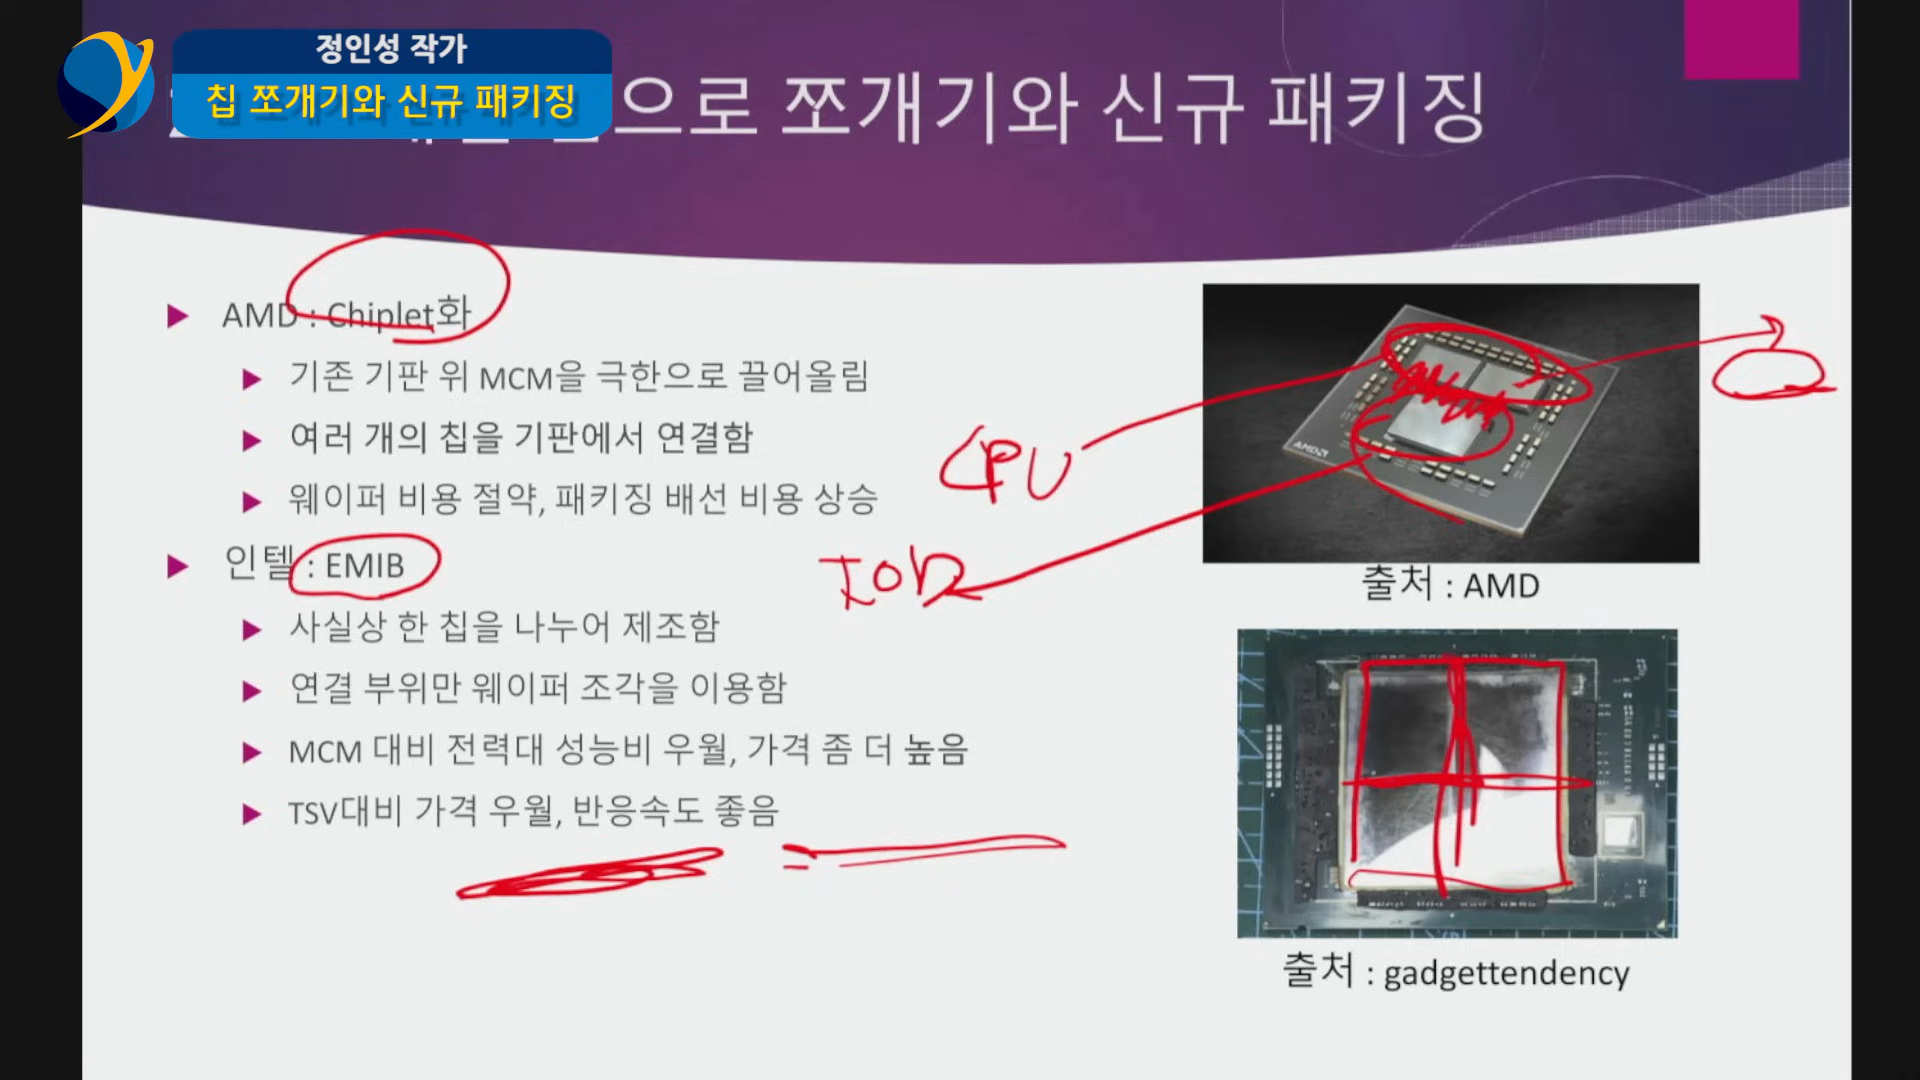 정인성 작가
칩 쪼개기와 신규 패키징
으로 쪼개기와 신규 패키징
AMD : Chiplet화
기존 기판 위 MCM을 극한으로 끌어올림
여러 개의 칩을 기판에서 연결함
웨이퍼 비용 절약, 패키징 배선 비용 상승
인텔 : EMIB
사실상 한 칩을 나누어 제조함
연결 부위만 웨이퍼 조각을 이용함
MCM 대비 전력대 성능비 우월, 가격 좀 더 높음
TSV대비 가격 우월, 반응속도 좋음
CPU
IOD
AMD
출처 : AMD
출처 : gadgettendency